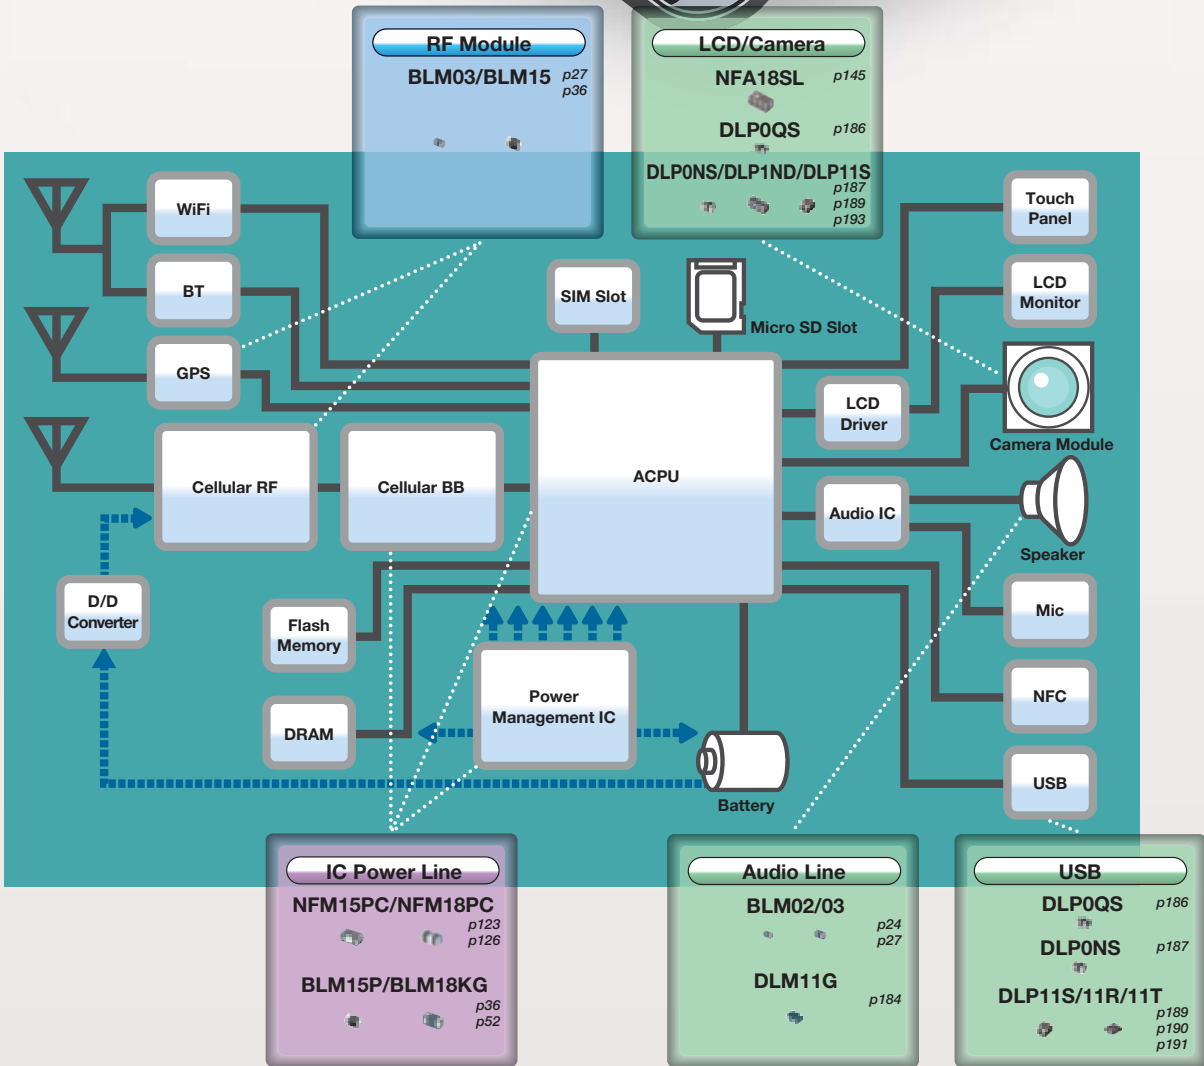 RF Module
BLM03/BLM15 p27
p36
LCD/Camera
NFA18SL p145
DLP0QS p186
DLP0NS/DLP1ND/DLP11S
p187
p189
p193
WiFi
BT
GPS
Cellular RF
Cellular BB
SIM Slot
Micro SD Slot
ACPU
Touch
Panel
LCD
Monitor
LCD
Driver
Camera Module
Audio IC
Speaker
Mic
NFC
USB
D/D
Converter
Flash
Memory
DRAM
Power
Management IC
Battery
IC Power Line
NFM15PC/NFM18PC
p123
p126
BLM15P/BLM18KG
p36
p52
Audio Line
BLM02/03
p24
p27
DLM11G
p184
USB
DLP0QS p186
DLP0NS p187
DLP11S/11R/11T
p189
p190
p191